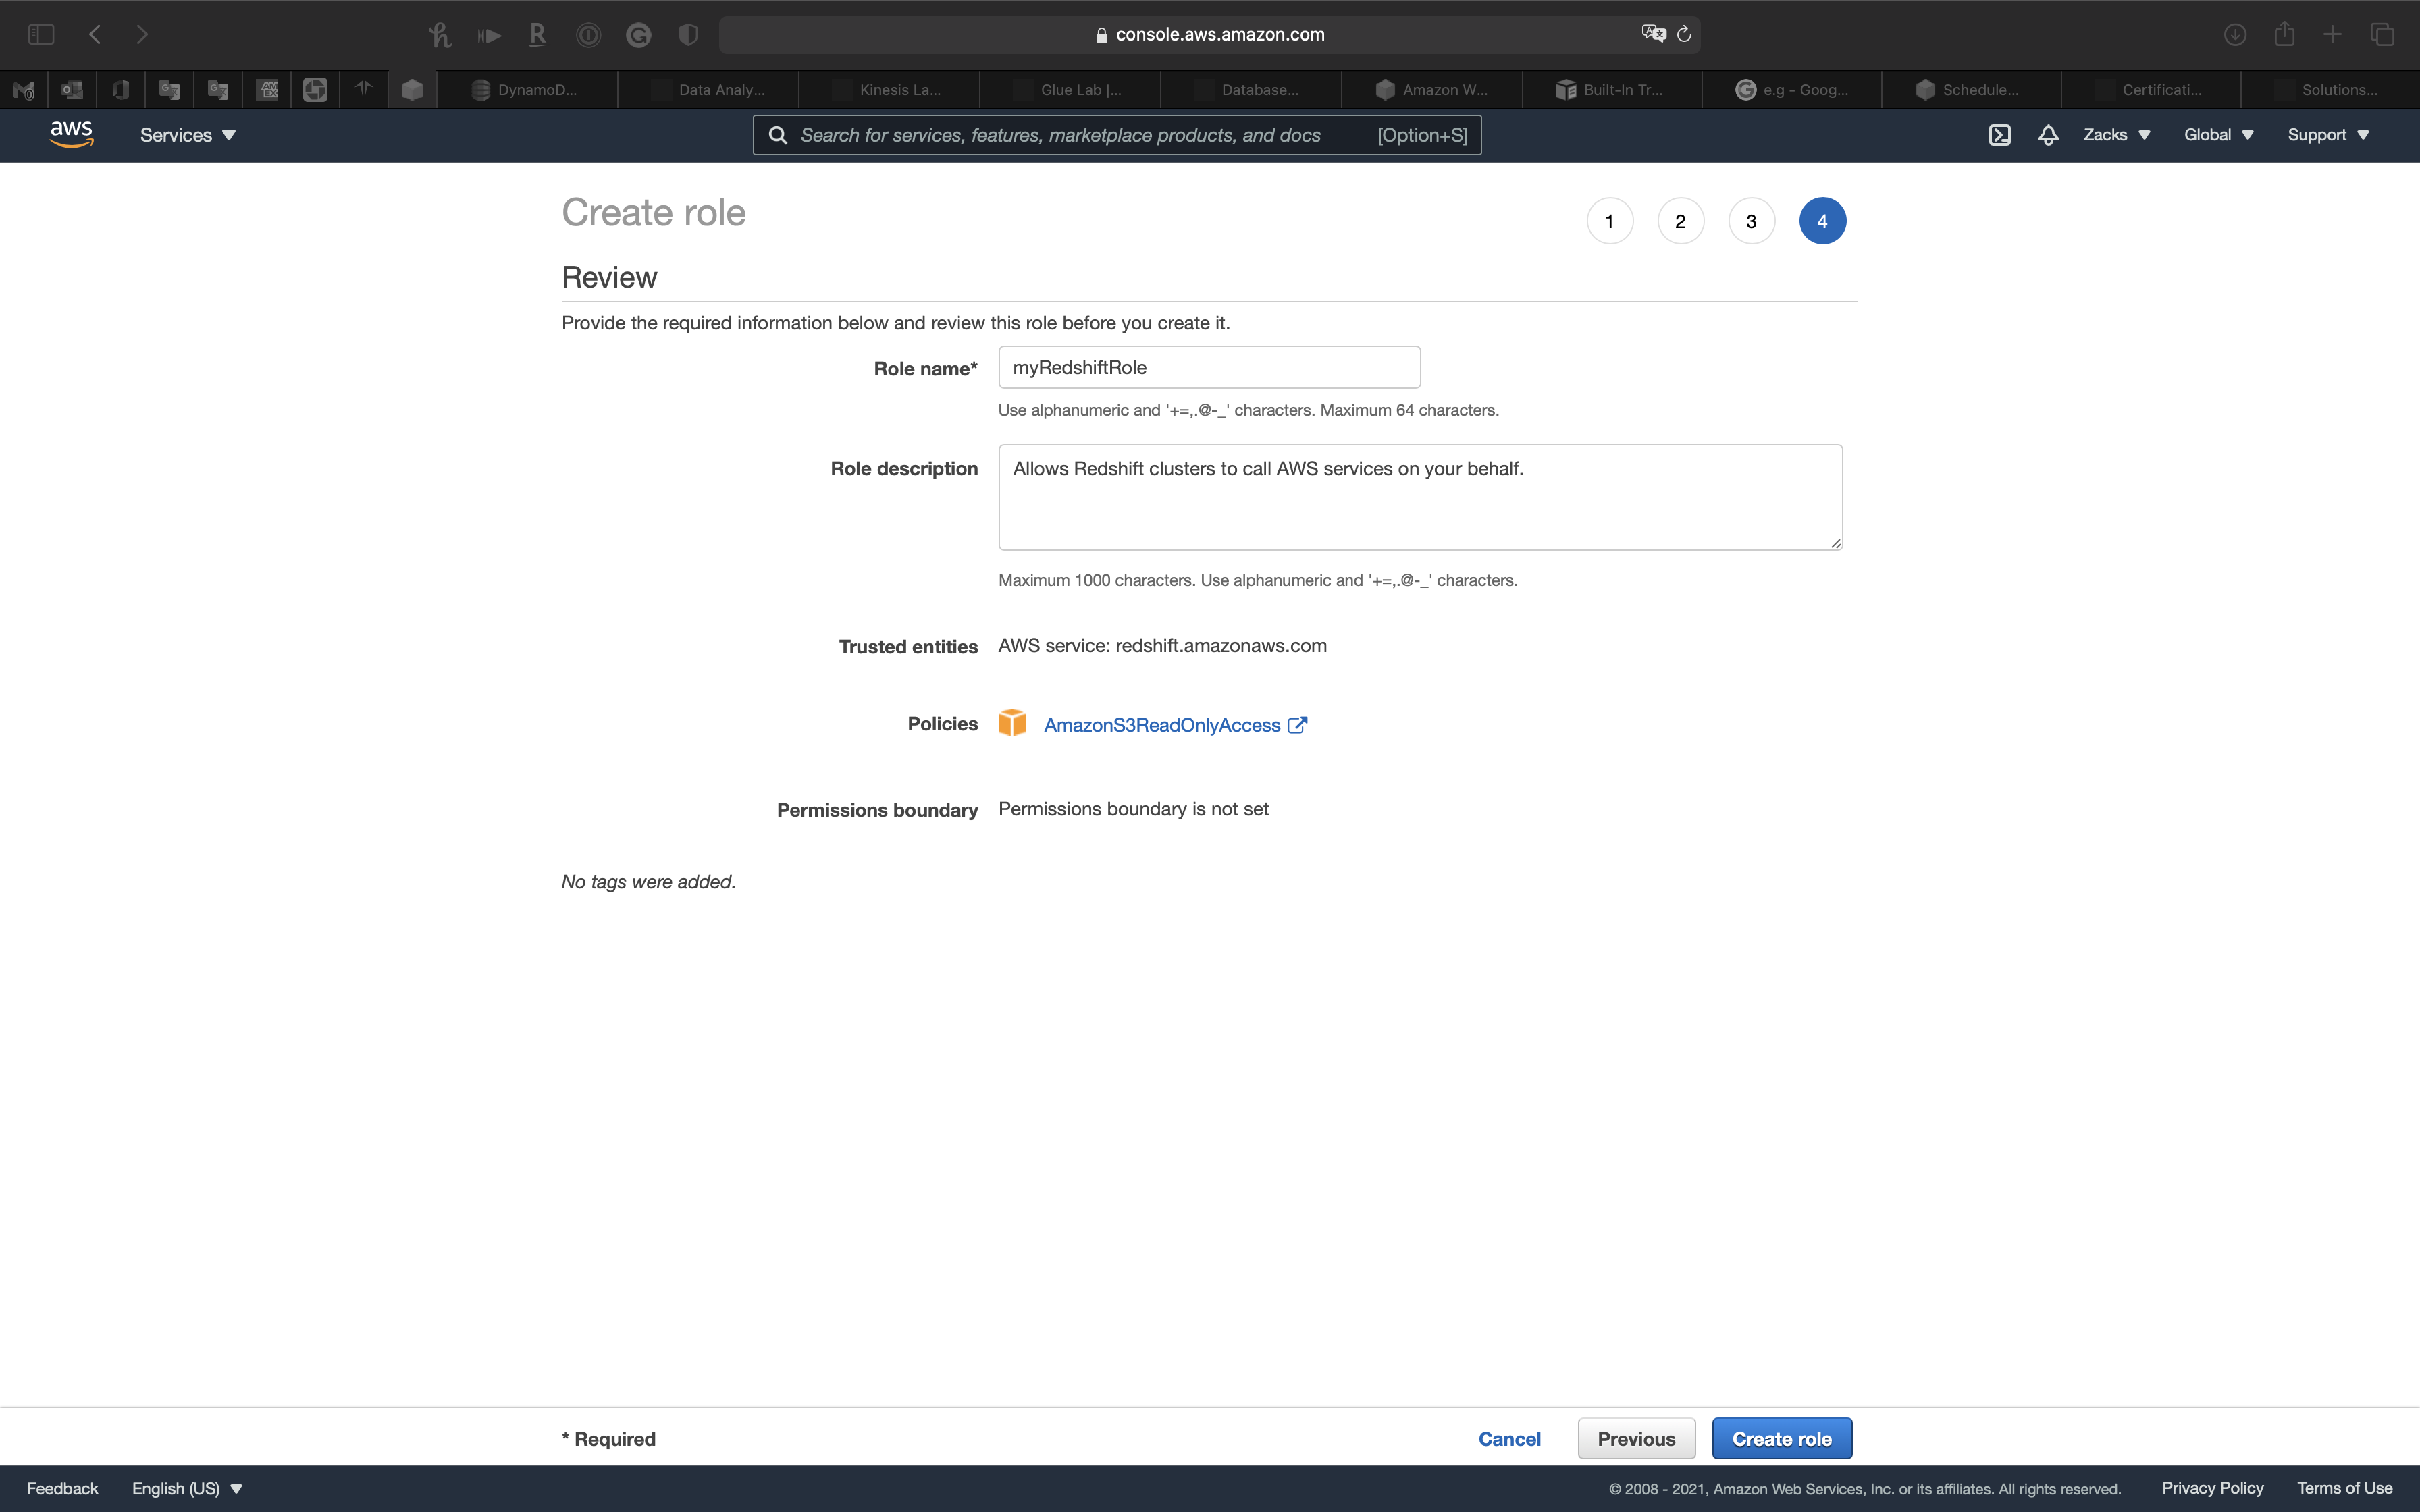 console.aws.amazon.com
DynamoD...
Data Analy...
Kinesis La...
Glue Lab |...
Database...
Amazon W...
Built-In Tr...
e.g - Goog...
Schedule...
Certificati...
Solutions...
aws
Services
Search for services, features, marketplace products, and docs [Option+S]
Zacks
Global
Support
Create role
1 2 3 4
Review
Provide the required information below and review this role before you create it.
Role name* myRedshiftRole
Use alphanumeric and '+=,.@-_' characters. Maximum 64 characters.
Role description Allows Redshift clusters to call AWS services on your behalf.
Maximum 1000 characters. Use alphanumeric and '+=,.@-_' characters.
Trusted entities AWS service: redshift.amazonaws.com
Policies AmazonS3ReadOnlyAccess
Permissions boundary Permissions boundary is not set
No tags were added.
* Required
Cancel
Previous
Create role
Feedback
English (US)
© 2008 - 2021, Amazon Web Services, Inc. or its affiliates. All rights reserved.
Privacy Policy
Terms of Use